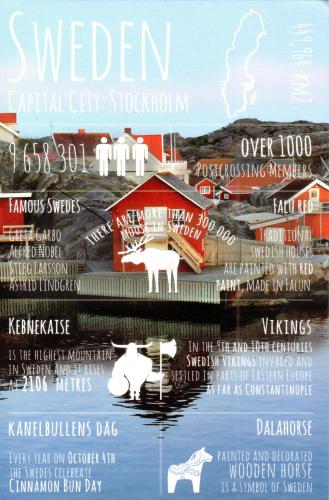 SWEDEN
CAPITAL CITY: STOCKHOLM
449,964 KM2
9 658 301
OVER 1000
POSTCROSSING MEMBERS
FAMOUS SWEDES
GRETA GARBO
ALFRED NOBEL
STIEG LARSSON
ASTRID LINDGREN
THERE ARE MORE THAN 300 000
MOOSE IN SWEDEN
FALU RED
TRADITIONAL
SWEDISH HOUSES
ARE PAINTED WITH RED
PAINT, MADE IN FALUN
KEBNEKAISE
IS THE HIGHEST MOUNTAIN
IN SWEDEN AND IT RISES
AT 2106 METRES
VIKINGS
IN THE 9TH AND 10TH CENTURIES
SWEDISH VIKINGS INVADED AND
SETTLED IN PARTS OF EASTERN EUROPE
AS FAR AS CONSTANTINOPLE
KANELBULLENS DAG
EVERY YEAR ON OCTOBER 4TH
THE SWEDES CELEBRATE
CINNAMON BUN DAY
DALAHORSE
PAINTED AND DECORATED
WOODEN HORSE
IS A SYMBOL OF SWEDEN